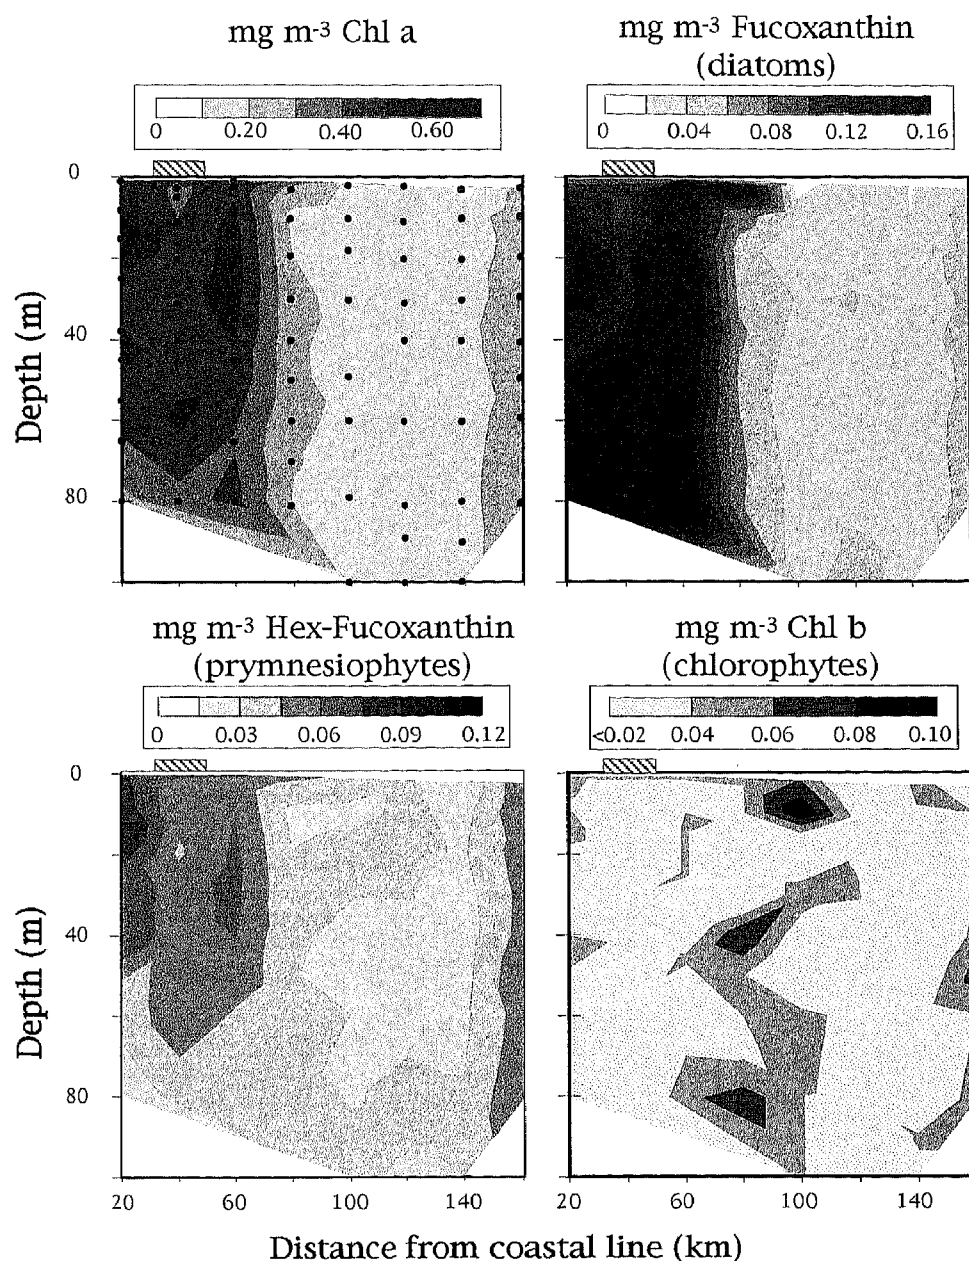 mg m-3 Chl a
0 0.20 0.40 0.60
mg m-3 Fucoxanthin
(diatoms)
0 0.04 0.08 0.12 0.16
Depth (m)
0
40
80
mg m-3 Hex-Fucoxanthin
(prymnesiophytes)
0 0.03 0.06 0.09 0.12
mg m-3 Chl b
(chlorophytes)
<0.02 0.04 0.06 0.08 0.10
Depth (m)
0
40
80
20 60 100 140
20 60 100 140
Distance from coastal line (km)